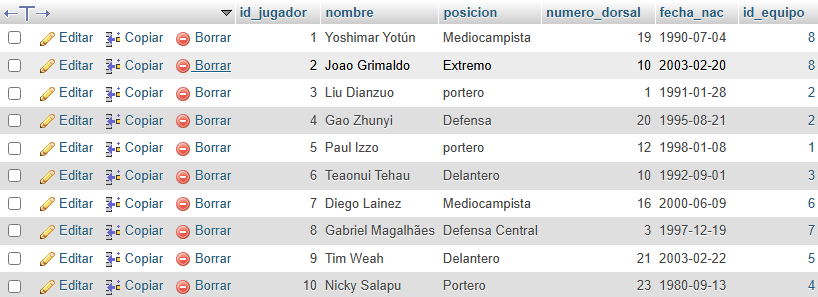 id_jugador nombre posicion numero_dorsal fecha_nac id_equipo
Editar Copiar Borrar 1 Yoshimar Yotún Mediocampista 19 1990-07-04 8
Editar Copiar Borrar 2 Joao Grimaldo Extremo 10 2003-02-20 8
Editar Copiar Borrar 3 Liu Dianzuo portero 1 1991-01-28 2
Editar Copiar Borrar 4 Gao Zhunyi Defensa 20 1995-08-21 2
Editar Copiar Borrar 5 Paul Izzo portero 12 1998-01-08 1
Editar Copiar Borrar 6 Teaonui Tehau Delantero 10 1992-09-01 3
Editar Copiar Borrar 7 Diego Lainez Mediocampista 16 2000-06-09 6
Editar Copiar Borrar 8 Gabriel Magalhães Defensa Central 3 1997-12-19 7
Editar Copiar Borrar 9 Tim Weah Delantero 21 2003-02-22 5
Editar Copiar Borrar 10 Nicky Salapu Portero 23 1980-09-13 4